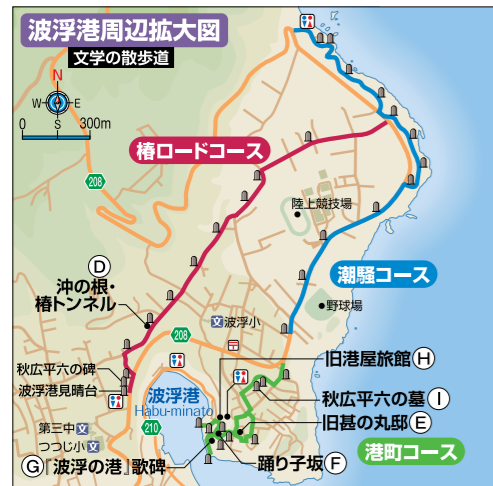 波浮港周辺拡大図
文学の散歩道
N
W E
S
0 300m
208
椿ロードコース
陸上競技場
潮騒コース
D
沖の根・
椿トンネル
野球場
208
文 波浮小
旧港屋旅館 H
秋広平六の碑
波浮港見晴台
波浮港
Habu-minato
秋広平六の墓 I
旧甚の丸邸 E
第三中 文
つつじ小 文
210
港町コース
G 『波浮の港』歌碑
踊り子坂 F